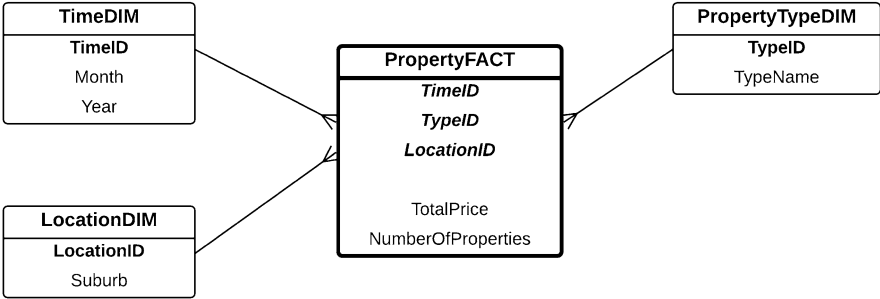 TimeDIM
TimeID
Month
Year
LocationDIM
LocationID
Suburb
PropertyFACT
TimeID
TypeID
LocationID
TotalPrice
NumberOfProperties
PropertyTypeDIM
TypeID
TypeName